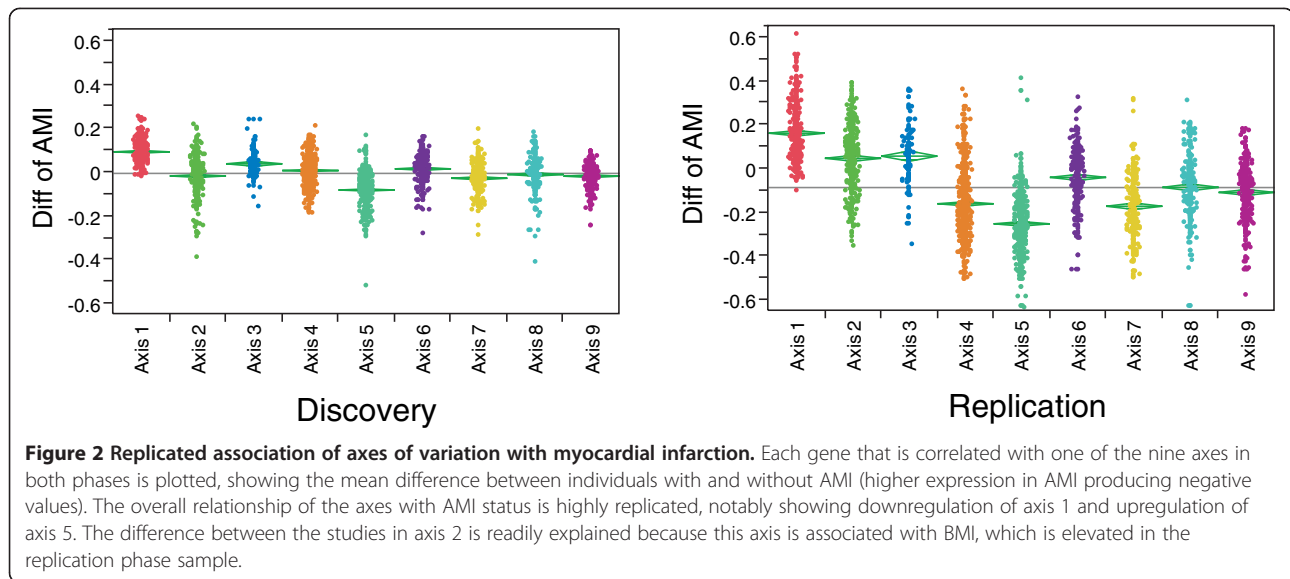 0.6
0.4
0.2
0
-0.2
-0.4
-0.6
Diff of AMI
Axis 1
Axis 2
Axis 3
Axis 4
Axis 5
Axis 6
Axis 7
Axis 8
Axis 9
Discovery
0.6
0.4
0.2
0
-0.2
-0.4
-0.6
Diff of AMI
Axis 1
Axis 2
Axis 3
Axis 4
Axis 5
Axis 6
Axis 7
Axis 8
Axis 9
Replication
Figure 2 Replicated association of axes of variation with myocardial infarction. Each gene that is correlated with one of the nine axes in
both phases is plotted, showing the mean difference between individuals with and without AMI (higher expression in AMI producing negative
values). The overall relationship of the axes with AMI status is highly replicated, notably showing downregulation of axis 1 and upregulation of
axis 5. The difference between the studies in axis 2 is readily explained because this axis is associated with BMI, which is elevated in the
replication phase sample.